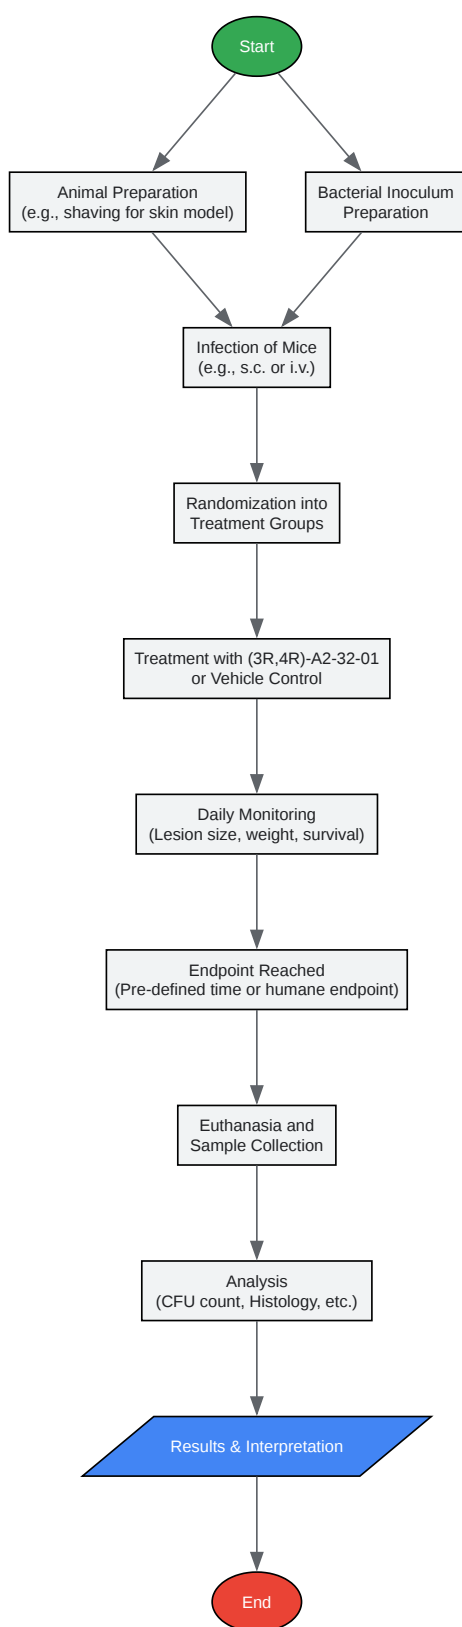 Start
Animal Preparation
(e.g., shaving for skin model)
Bacterial Inoculum
Preparation
Infection of Mice
(e.g., s.c. or i.v.)
Randomization into
Treatment Groups
Treatment with (3R,4R)-A2-32-01
or Vehicle Control
Daily Monitoring
(Lesion size, weight, survival)
Endpoint Reached
(Pre-defined time or humane endpoint)
Euthanasia and
Sample Collection
Analysis
(CFU count, Histology, etc.)
Results & Interpretation
End